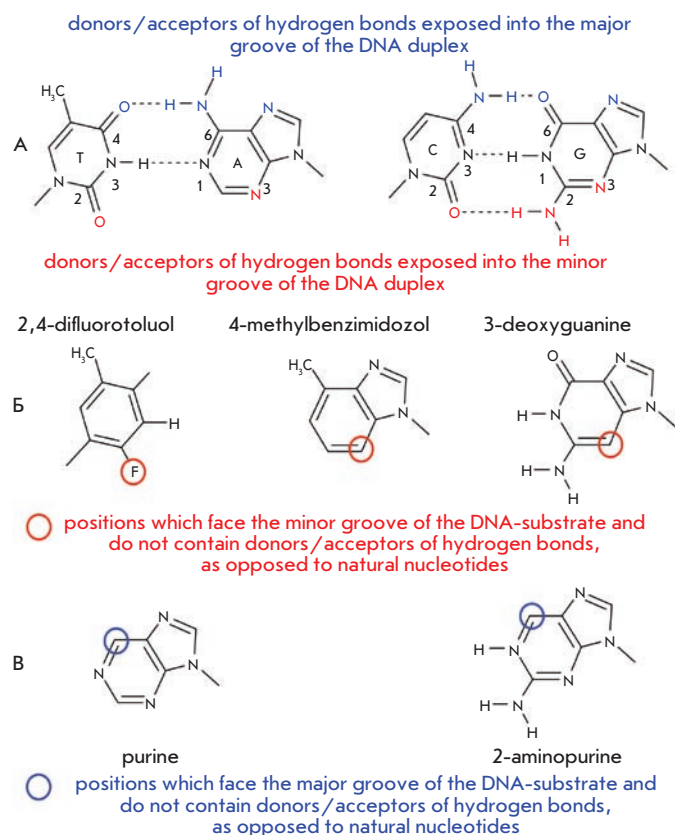 donors/acceptors of hydrogen bonds exposed into the major
groove of the DNA duplex
А
H₃C
O
H
N
H
N
4
6
T
N
H
N
A
N
3
1
N
2
N
3
O
H
N
H
O
N
4
6
C
N
H
N
G
N
3
1
N
2
2
N
3
O
H
N
H
donors/acceptors of hydrogen bonds exposed into the minor
groove of the DNA duplex
2,4-difluorotoluol
4-methylbenzimidozol
3-deoxyguanine
Б
H₃C
H
F
H₃C
N
N
O
N
H
N
N
H
N
H
positions which face the minor groove of the DNA-substrate and
do not contain donors/acceptors of hydrogen bonds,
as opposed to natural nucleotides
В
N
N
N
N
N
H
N
N
N
H
N
H
purine
2-aminopurine
positions which face the major groove of the DNA-substrate and
do not contain donors/acceptors of hydrogen bonds,
as opposed to natural nucleotides